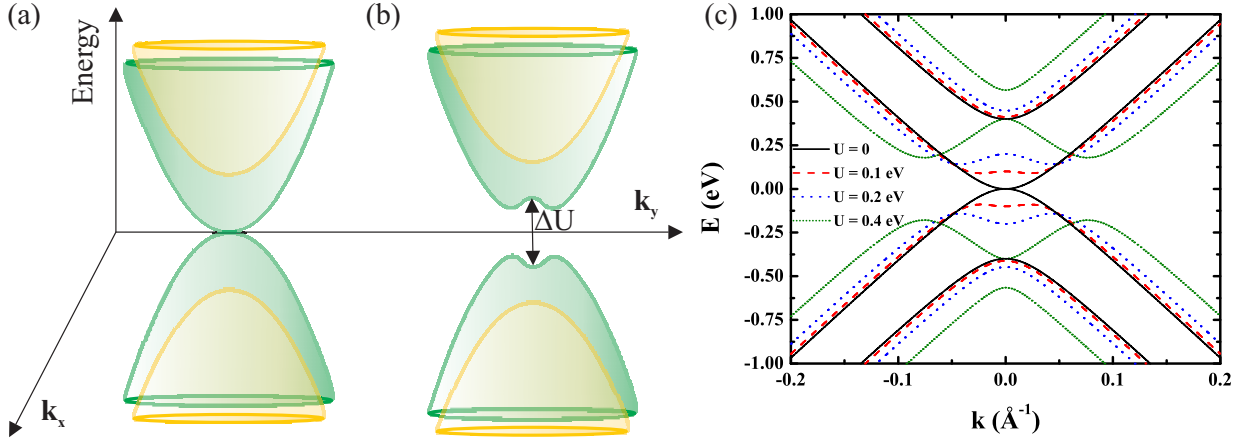 (a)
Energy
k_x
(b)
k_y
ΔU
(c)
E (eV)
1.00
0.75
0.50
0.25
0.00
-0.25
-0.50
-0.75
-1.00
U = 0
U = 0.1 eV
U = 0.2 eV
U = 0.4 eV
-0.2
-0.1
0.0
0.1
0.2
k (Å⁻¹)